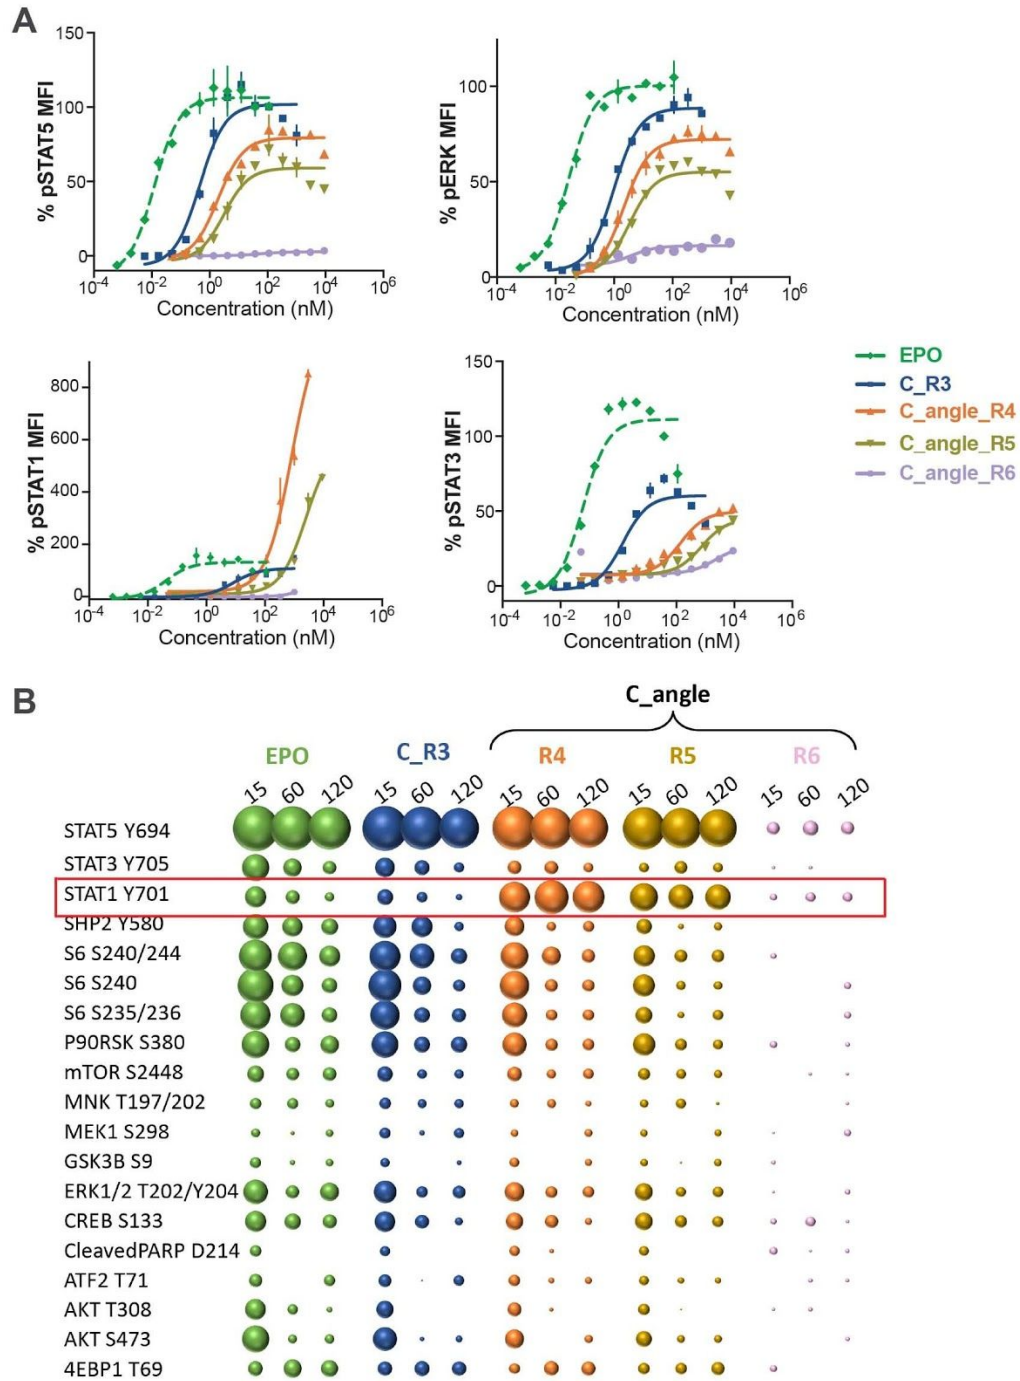 A
150
100
50
0
% pSTAT5 MFI
10-4 10-2 100 102 104 106
Concentration (nM)
100
50
0
% pERK MFI
10-4 10-2 100 102 104 106
Concentration (nM)
800
600
400
200
0
% pSTAT1 MFI
10-4 10-2 100 102 104 106
Concentration (nM)
150
100
50
0
% pSTAT3 MFI
10-4 10-2 100 102 104 106
Concentration (nM)
EPO
C_R3
C_angle_R4
C_angle_R5
C_angle_R6
B
C_angle
EPO C_R3 R4 R5 R6
15 60 120 15 60 120 15 60 120 15 60 120 15 60 120
STAT5 Y694
STAT3 Y705
STAT1 Y701
SHP2 Y580
S6 S240/244
S6 S240
S6 S235/236
P90RSK S380
mTOR S2448
MNK T197/202
MEK1 S298
GSK3B S9
ERK1/2 T202/Y204
CREB S133
CleavedPARP D214
ATF2 T71
AKT T308
AKT S473
4EBP1 T69